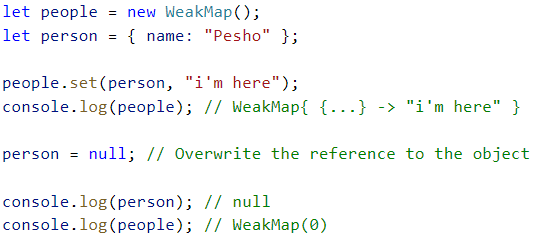 let people = new WeakMap();
let person = { name: "Pesho" };
people.set(person, "i'm here");
console.log(people); // WeakMap{ {...} -> "i'm here" }
person = null; // Overwrite the reference to the object
console.log(person); // null
console.log(people); // WeakMap(0)